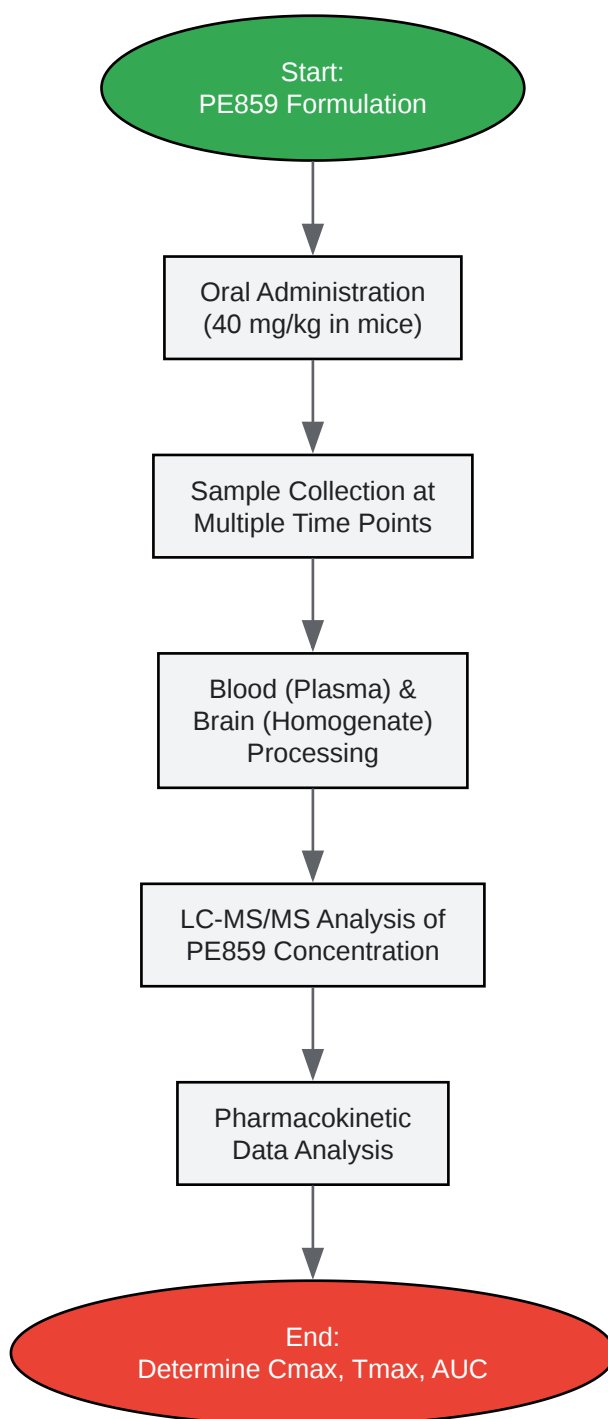 Start:
PE859 Formulation
Oral Administration
(40 mg/kg in mice)
Sample Collection at
Multiple Time Points
Blood (Plasma) &
Brain (Homogenate)
Processing
LC-MS/MS Analysis of
PE859 Concentration
Pharmacokinetic
Data Analysis
End:
Determine Cmax, Tmax, AUC